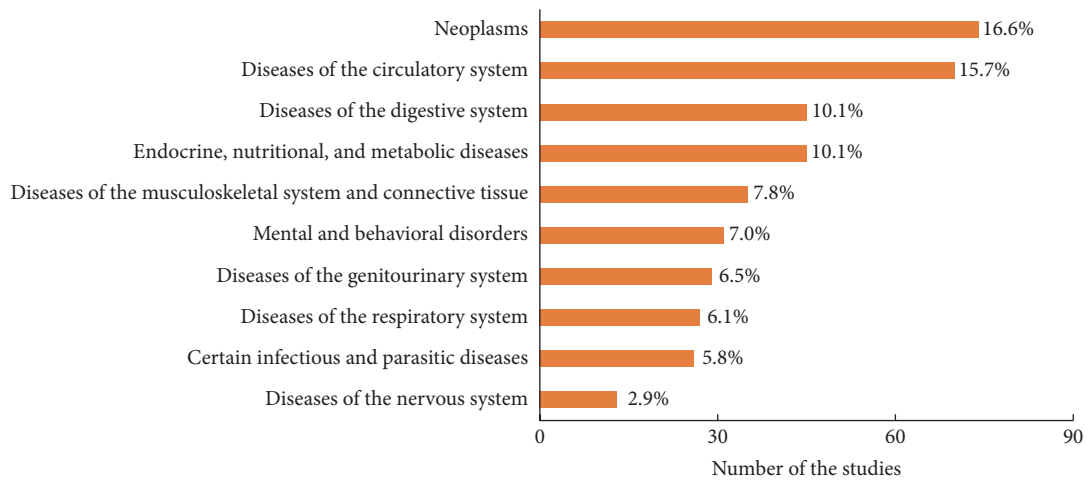 Neoplasms 16.6%
Diseases of the circulatory system 15.7%
Diseases of the digestive system 10.1%
Endocrine, nutritional, and metabolic diseases 10.1%
Diseases of the musculoskeletal system and connective tissue 7.8%
Mental and behavioral disorders 7.0%
Diseases of the genitourinary system 6.5%
Diseases of the respiratory system 6.1%
Certain infectious and parasitic diseases 5.8%
Diseases of the nervous system 2.9%
0 30 60 90
Number of the studies